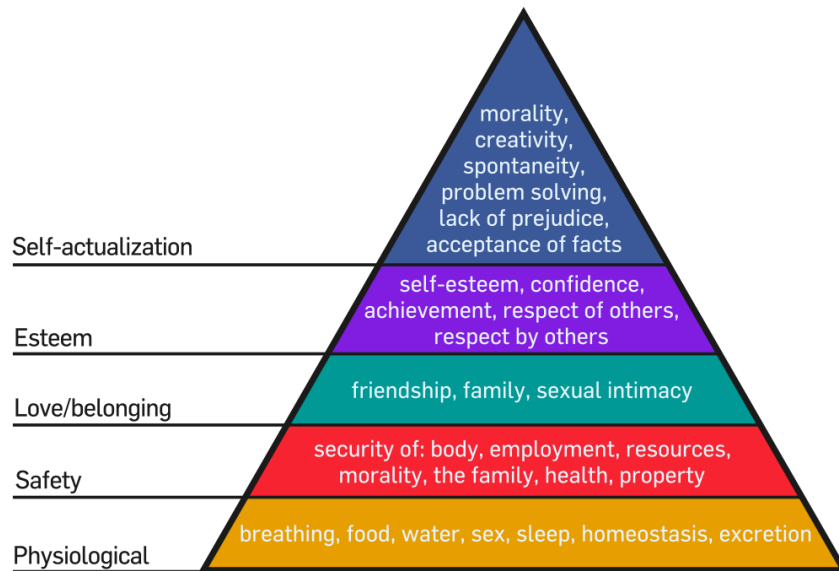 morality,
creativity,
spontaneity,
problem solving,
lack of prejudice,
acceptance of facts
Self-actualization
self-esteem, confidence,
achievement, respect of others,
respect by others
Esteem
friendship, family, sexual intimacy
Love/belonging
security of: body, employment, resources,
morality, the family, health, property
Safety
breathing, food, water, sex, sleep, homeostasis, excretion
Physiological